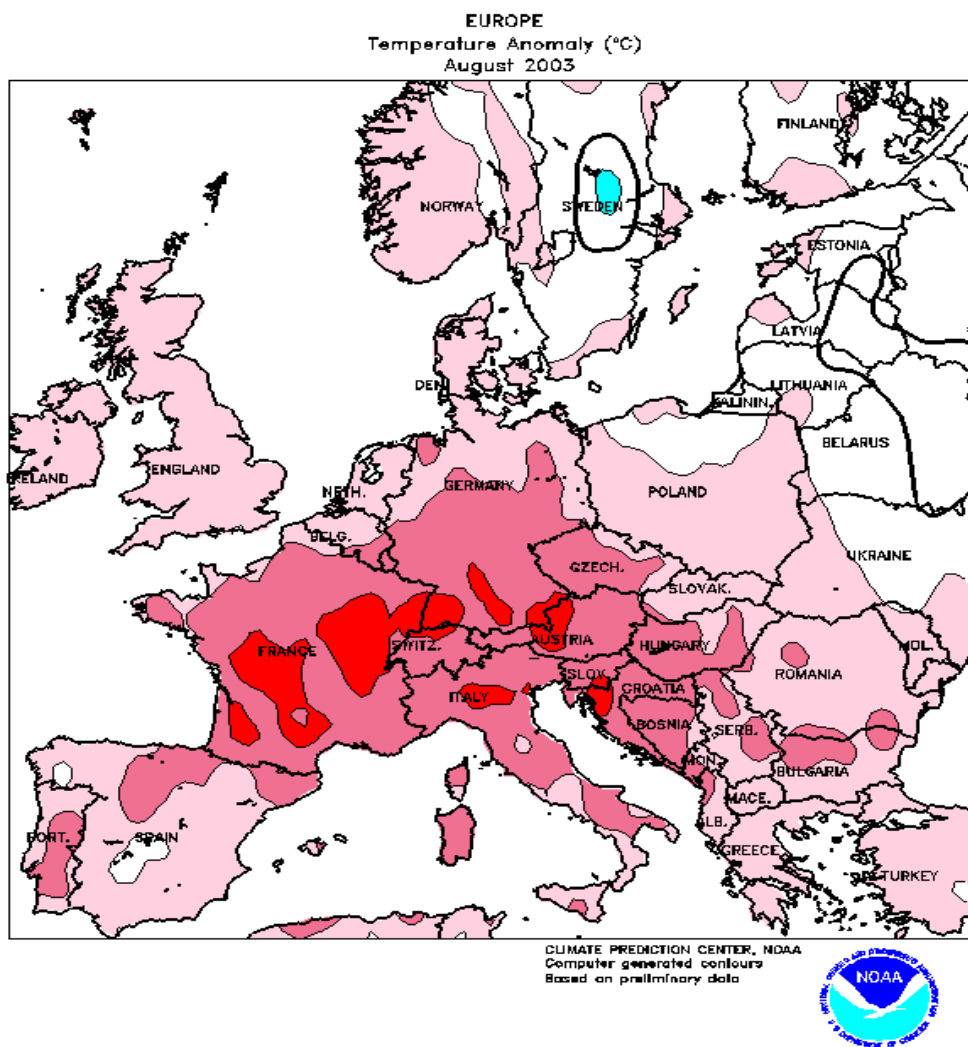 EUROPE
Temperature Anomaly (°C)
August 2003
FINLAND
NORWAY
SWEDEN
ESTONIA
LATVIA
DEN.
LITHUANIA
KALININ.
BELARUS
IRELAND
ENGLAND
NETH.
GERMANY
POLAND
BELG.
UKRAINE
CZECH.
SLOVAK.
FRANCE
SWITZ.
AUSTRIA
HUNGARY
MOL.
ROMANIA
SLOV.
ITALY
CROATIA
BOSNIA
SERB.
MON.
BULGARIA
MACE.
PORT.
SPAIN
ALB.
GREECE
TURKEY
CLIMATE PREDICTION CENTER, NOAA
Computer generated contours
Based on preliminary data
NOAA